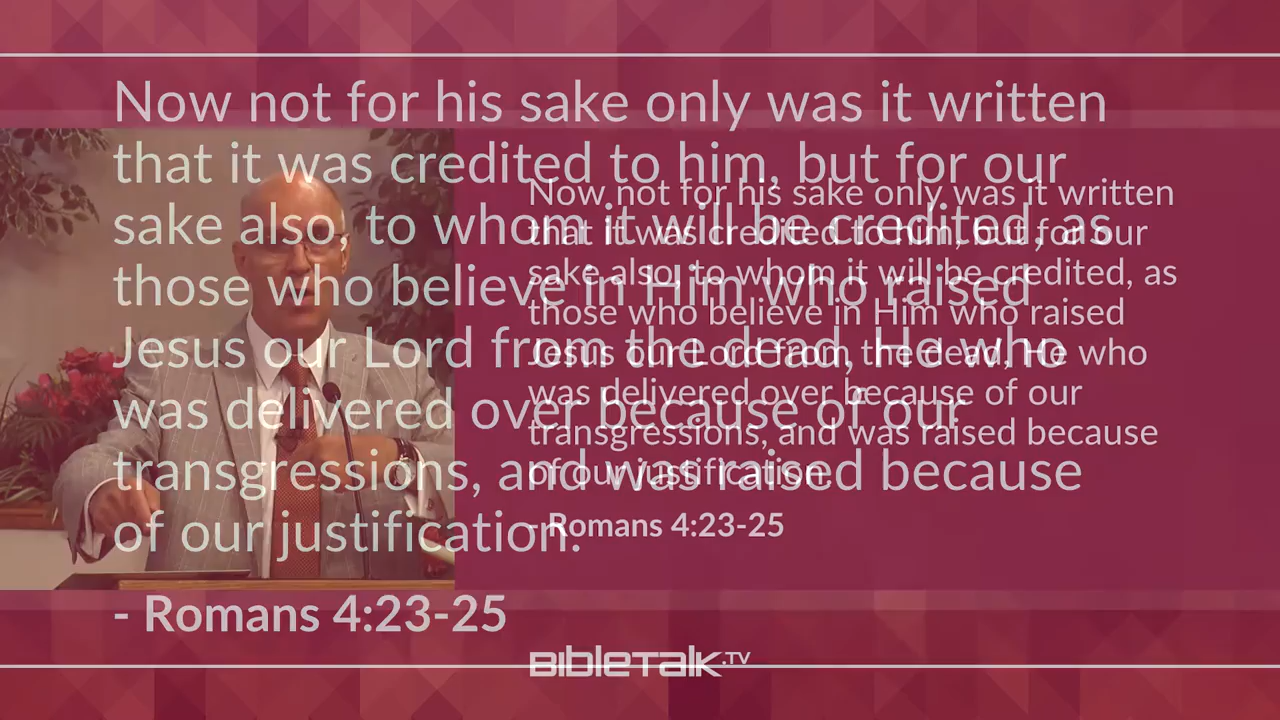 Now not for his sake only was it written
that it was credited to him, but for our
sake also, to whom it will be credited, as
those who believe in Him who raised
Jesus our Lord from the dead, He who
was delivered over because of our
transgressions, and was raised because
of our justification.
- Romans 4:23-25
Now not for his sake only was it written
that it was credited to him, but for our
sake also, to whom it will be credited, as
those who believe in Him who raised
Jesus our Lord from the dead, He who
was delivered over because of our
transgressions, and was raised because
of our justification.
- Romans 4:23-25
BibleTalk.TV